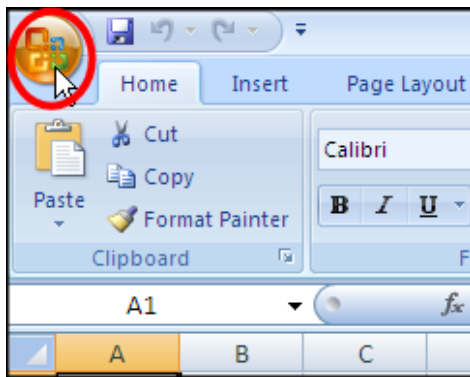 Home Insert Page Layout
Cut
Copy
Paste
Format Painter
Clipboard
Calibri
B I U
F
A1 fx
A B C